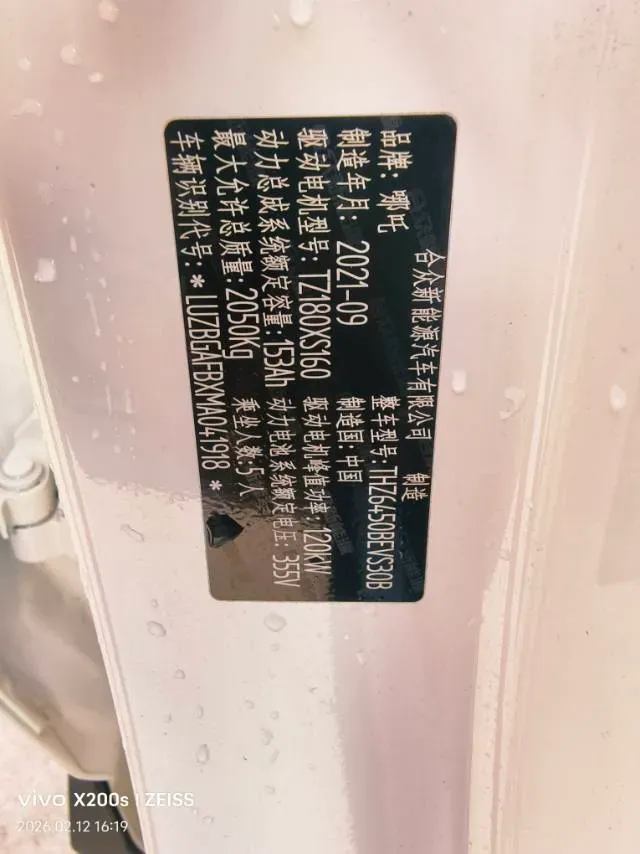 合众新能源汽车有限公司 制造
品牌：哪吒 整车型号：THZ6450BEVS30B
制造年月：2021-09 制造国：中国
驱动电机型号：TZ180XS160 驱动电机峰值功率：120kW
动力总成系统额定容量：153Ah 动力电池系统额定电压：355V
最大允许总质量：2050Kg 乘坐人数：5人
车辆识别代号：*LUZBGAFBXMA041918*
vivo X200s | ZEISS
2026.02.12 16:19